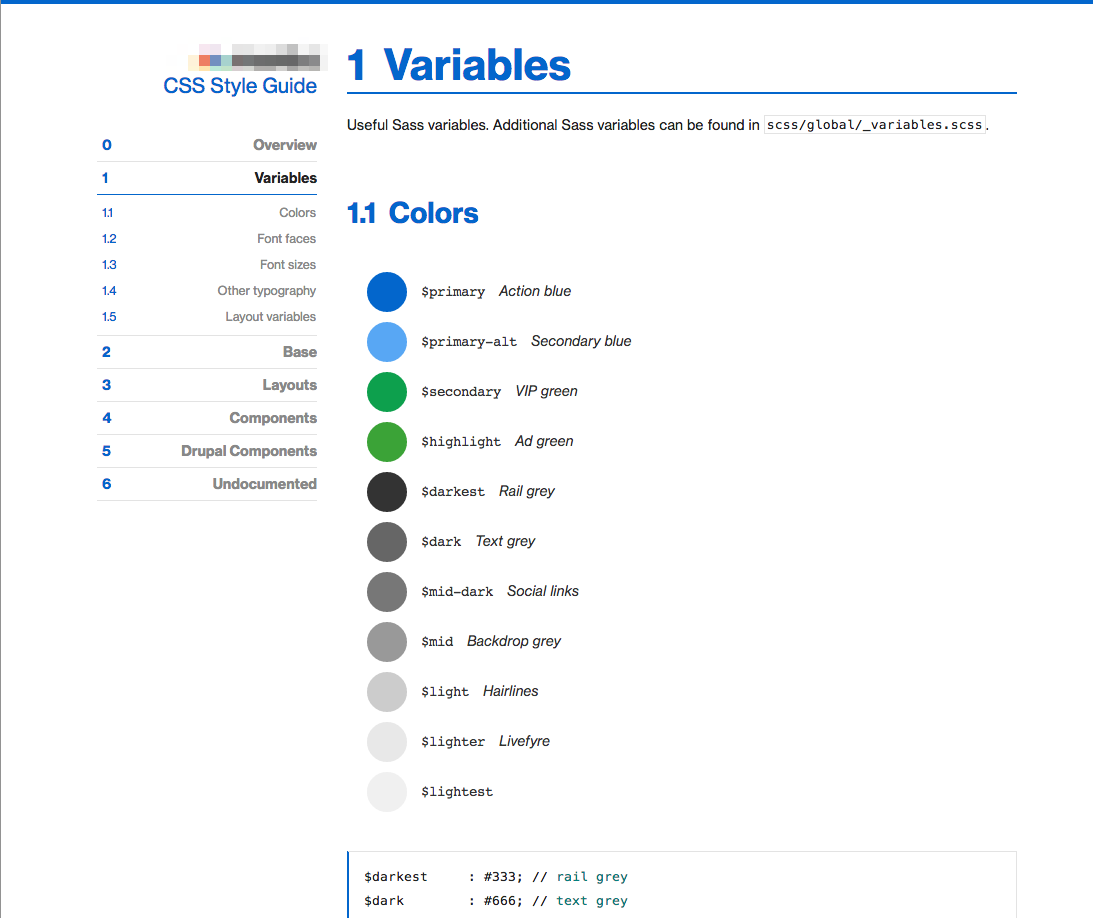 CSS Style Guide
0 Overview
1 Variables
1.1 Colors
1.2 Font faces
1.3 Font sizes
1.4 Other typography
1.5 Layout variables
2 Base
3 Layouts
4 Components
5 Drupal Components
6 Undocumented
1 Variables
Useful Sass variables. Additional Sass variables can be found in scss/global/_variables.scss.
1.1 Colors
$primary Action blue
$primary-alt Secondary blue
$secondary VIP green
$highlight Ad green
$darkest Rail grey
$dark Text grey
$mid-dark Social links
$mid Backdrop grey
$light Hairlines
$lighter Livefyre
$lightest
$darkest : #333; // rail grey
$dark : #666; // text grey